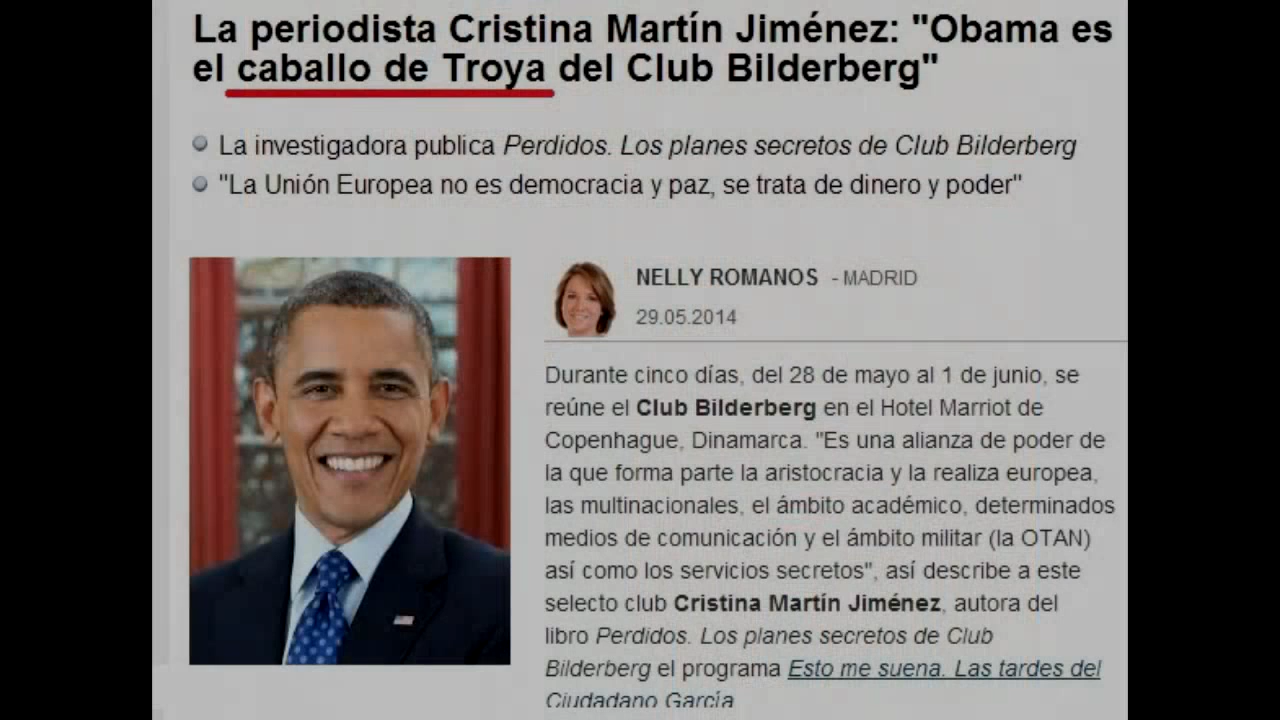 La periodista Cristina Martín Jiménez: "Obama es
el caballo de Troya del Club Bilderberg"
La investigadora publica Perdidos. Los planes secretos de Club Bilderberg
"La Unión Europea no es democracia y paz, se trata de dinero y poder"
NELLY ROMANOS - MADRID
29.05.2014
Durante cinco días, del 28 de mayo al 1 de junio, se
reúne el Club Bilderberg en el Hotel Marriot de
Copenhague, Dinamarca. "Es una alianza de poder de
la que forma parte la aristocracia y la realiza europea,
las multinacionales, el ámbito académico, determinados
medios de comunicación y el ámbito militar (la OTAN)
así como los servicios secretos", así describe a este
selecto club Cristina Martín Jiménez, autora del
libro Perdidos. Los planes secretos de Club
Bilderberg el programa Esto me suena. Las tardes del
Ciudadano García